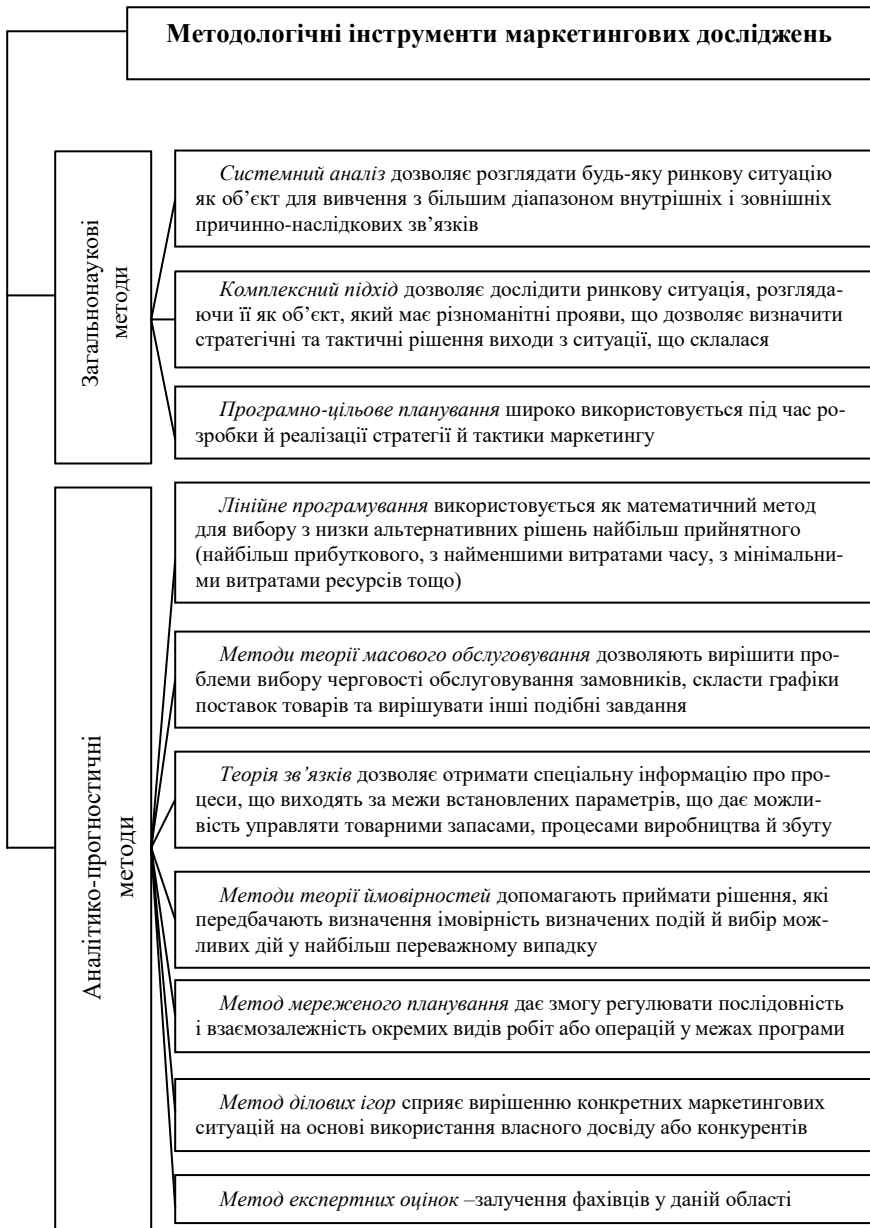 Методологічні інструменти маркетингових досліджень
Загальнонаукові
методи
Системний аналіз дозволяє розглядати будь-яку ринкову ситуацію
як об’єкт для вивчення з більшим діапазоном внутрішніх і зовнішніх
причинно-наслідкових зв’язків
Комплексний підхід дозволяє дослідити ринкову ситуація, розгляда-
ючи її як об’єкт, який має різноманітні прояви, що дозволяє визначити
стратегічні та тактичні рішення виходи з ситуації, що склалася
Програмно-цільове планування широко використовується під час ро-
зробки й реалізації стратегії й тактики маркетингу
Аналітико-прогностичні
методи
Лінійне програмування використовується як математичний метод
для вибору з низки альтернативних рішень найбільш прийнятного
(найбільш прибуткового, з найменшими витратами часу, з мінімальни-
ми витратами ресурсів тощо)
Методи теорії масового обслуговування дозволяють вирішити про-
блеми вибору черговості обслуговування замовників, скласти графіки
поставок товарів та вирішувати інші подібні завдання
Теорія зв’язків дозволяє отримати спеціальну інформацію про про-
цеси, що виходять за межи встановлених параметрів, що дає можли-
вість управляти товарними запасами, процесами виробництва й збуту
Методи теорії ймовірностей допомагають приймати рішення, які
передбачають визначення імовірність визначених подій й вибір мож-
ливих дій у найбільш переважному випадку
Метод мереженого планування дає змогу регулювати послідовність
і взаємозалежність окремих видів робіт або операцій у межах програми
Метод ділових ігор сприяє вирішенню конкретних маркетингових
ситуацій на основі використання власного досвіду або конкурентів
Метод експертних оцінок –залучення фахівців у даній області